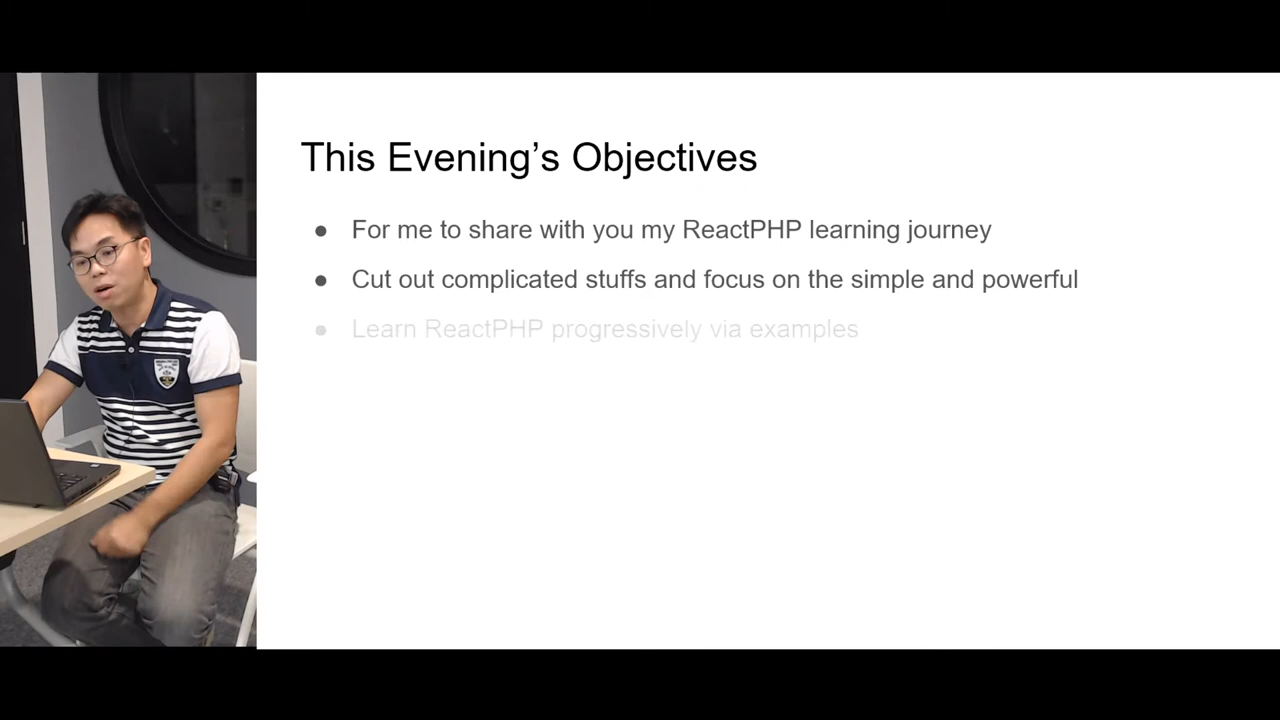 This Evening’s Objectives
● For me to share with you my ReactPHP learning journey
● Cut out complicated stuffs and focus on the simple and powerful
● Learn ReactPHP progressively via examples